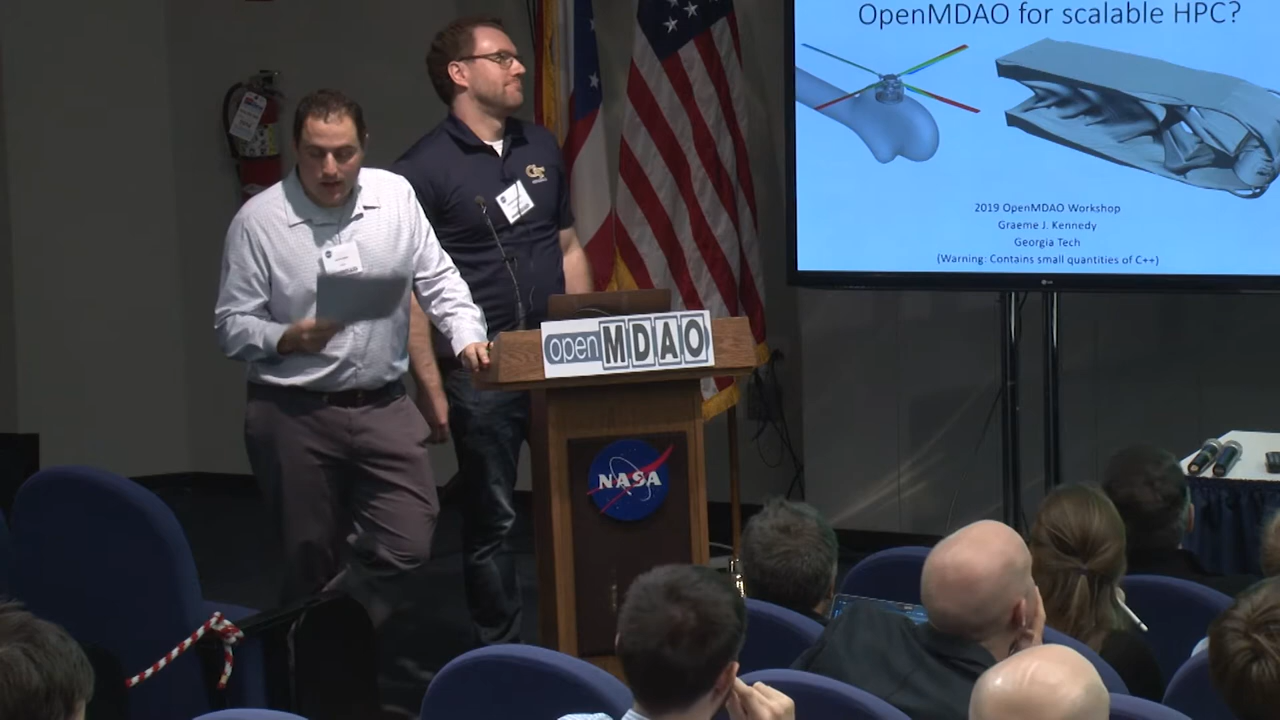 OpenMDAO for scalable HPC?
2019 OpenMDAO Workshop
Graeme J. Kennedy
Georgia Tech
(Warning: Contains small quantities of C++)
openMDAO
NASA